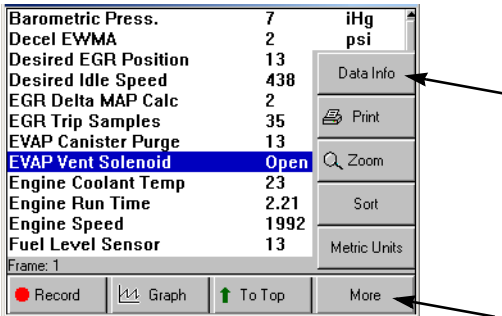 Barometric Press. 7 iHg
Decel EWMA 2 psi
Desired EGR Position 13
Desired Idle Speed 438
Data Info
EGR Delta MAP Calc 2
EGR Trip Samples 35
Print
EVAP Canister Purge 13
EVAP Vent Solenoid Open
Zoom
Engine Coolant Temp 23
Engine Run Time 2.21
Sort
Engine Speed 1992
Fuel Level Sensor 13
Metric Units
Frame: 1
Record Graph To Top More